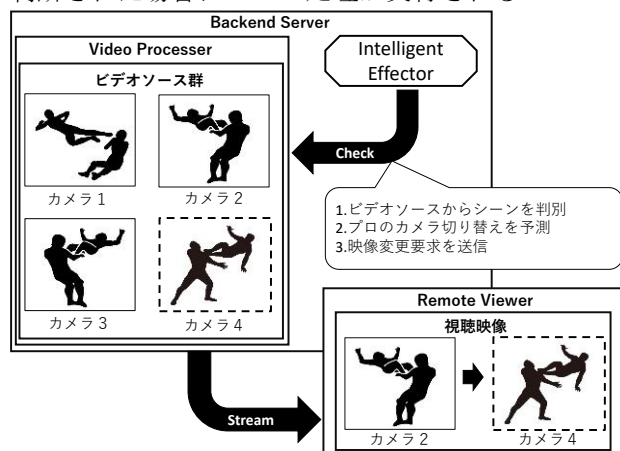 Backend Server
Video Processer
ビデオソース群
カメラ1
カメラ2
カメラ3
カメラ4
Intelligent
Effector
Check
1.ビデオソースからシーンを判別
2.プロのカメラ切り替えを予測
3.映像変更要求を送信
Remote Viewer
視聴映像
カメラ2
カメラ4
Stream